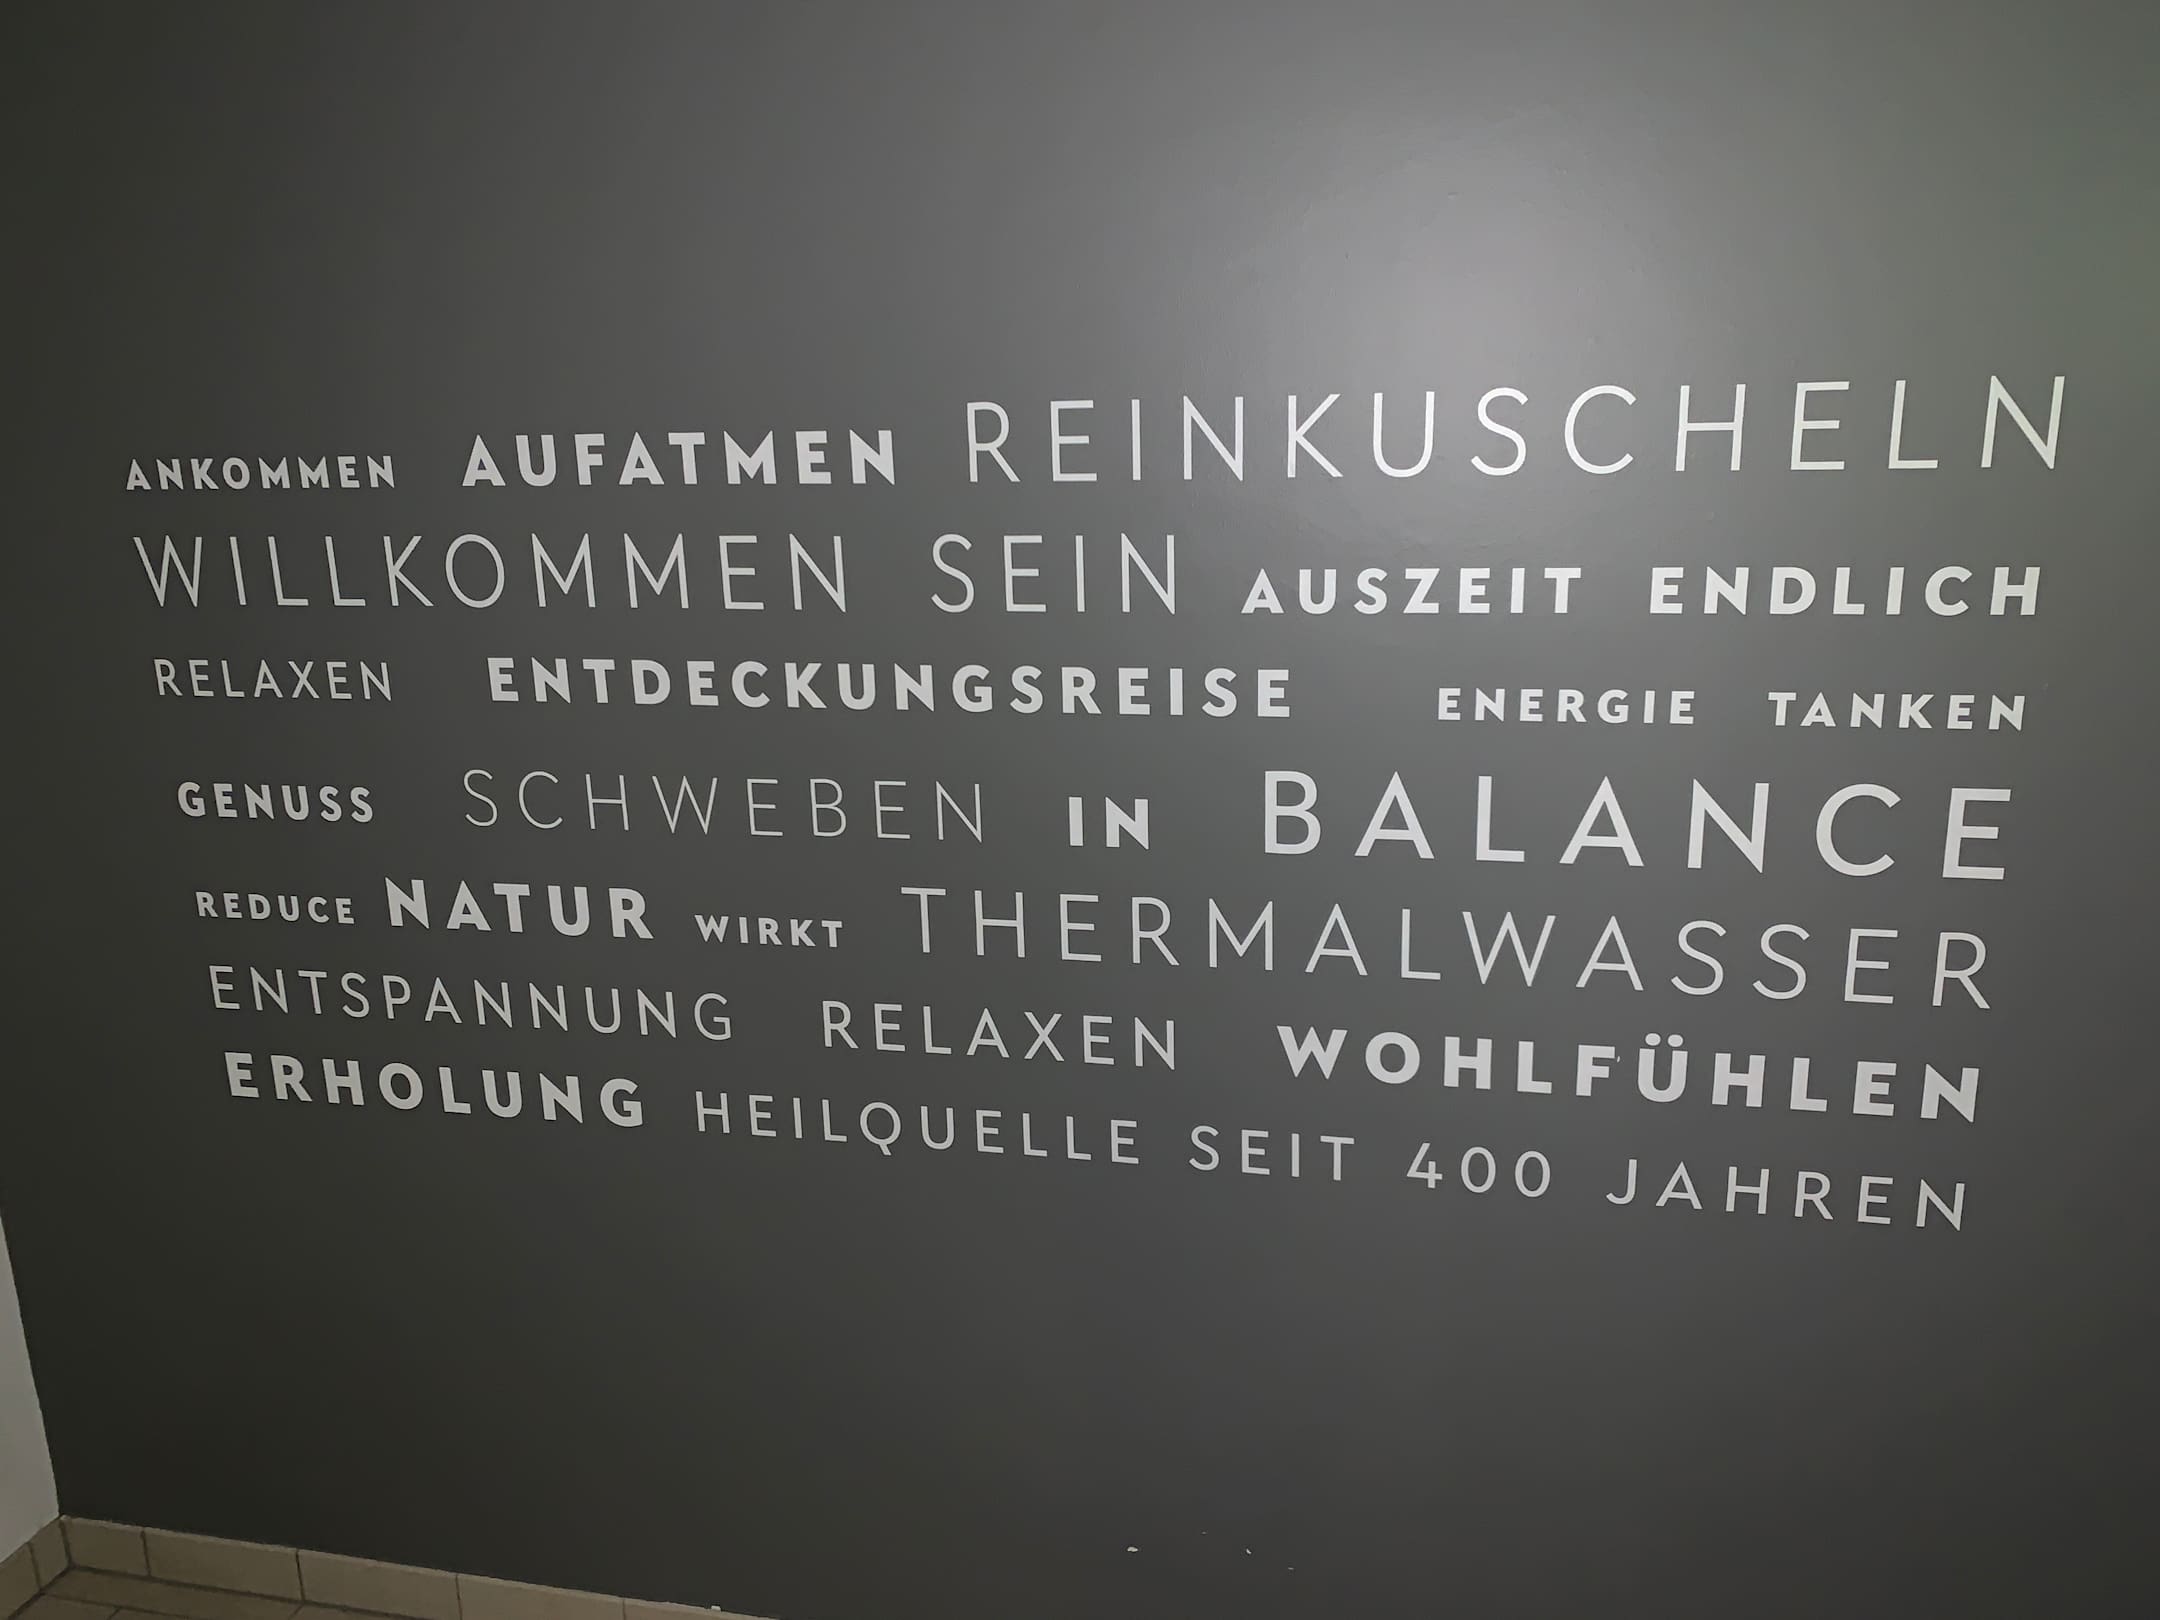 ANKOMMEN AUFATMEN REINKUSCHELN
WILLKOMMEN SEIN AUSZEIT ENDLICH
RELAXEN ENTDECKUNGSREISE ENERGIE TANKEN
GENUSS SCHWEBEN IN BALANCE
REDUCE NATUR WIRKT THERMALWASSER
ENTSPANNUNG RELAXEN WOHLFÜHLEN
ERHOLUNG HEILQUELLE SEIT 400 JAHREN